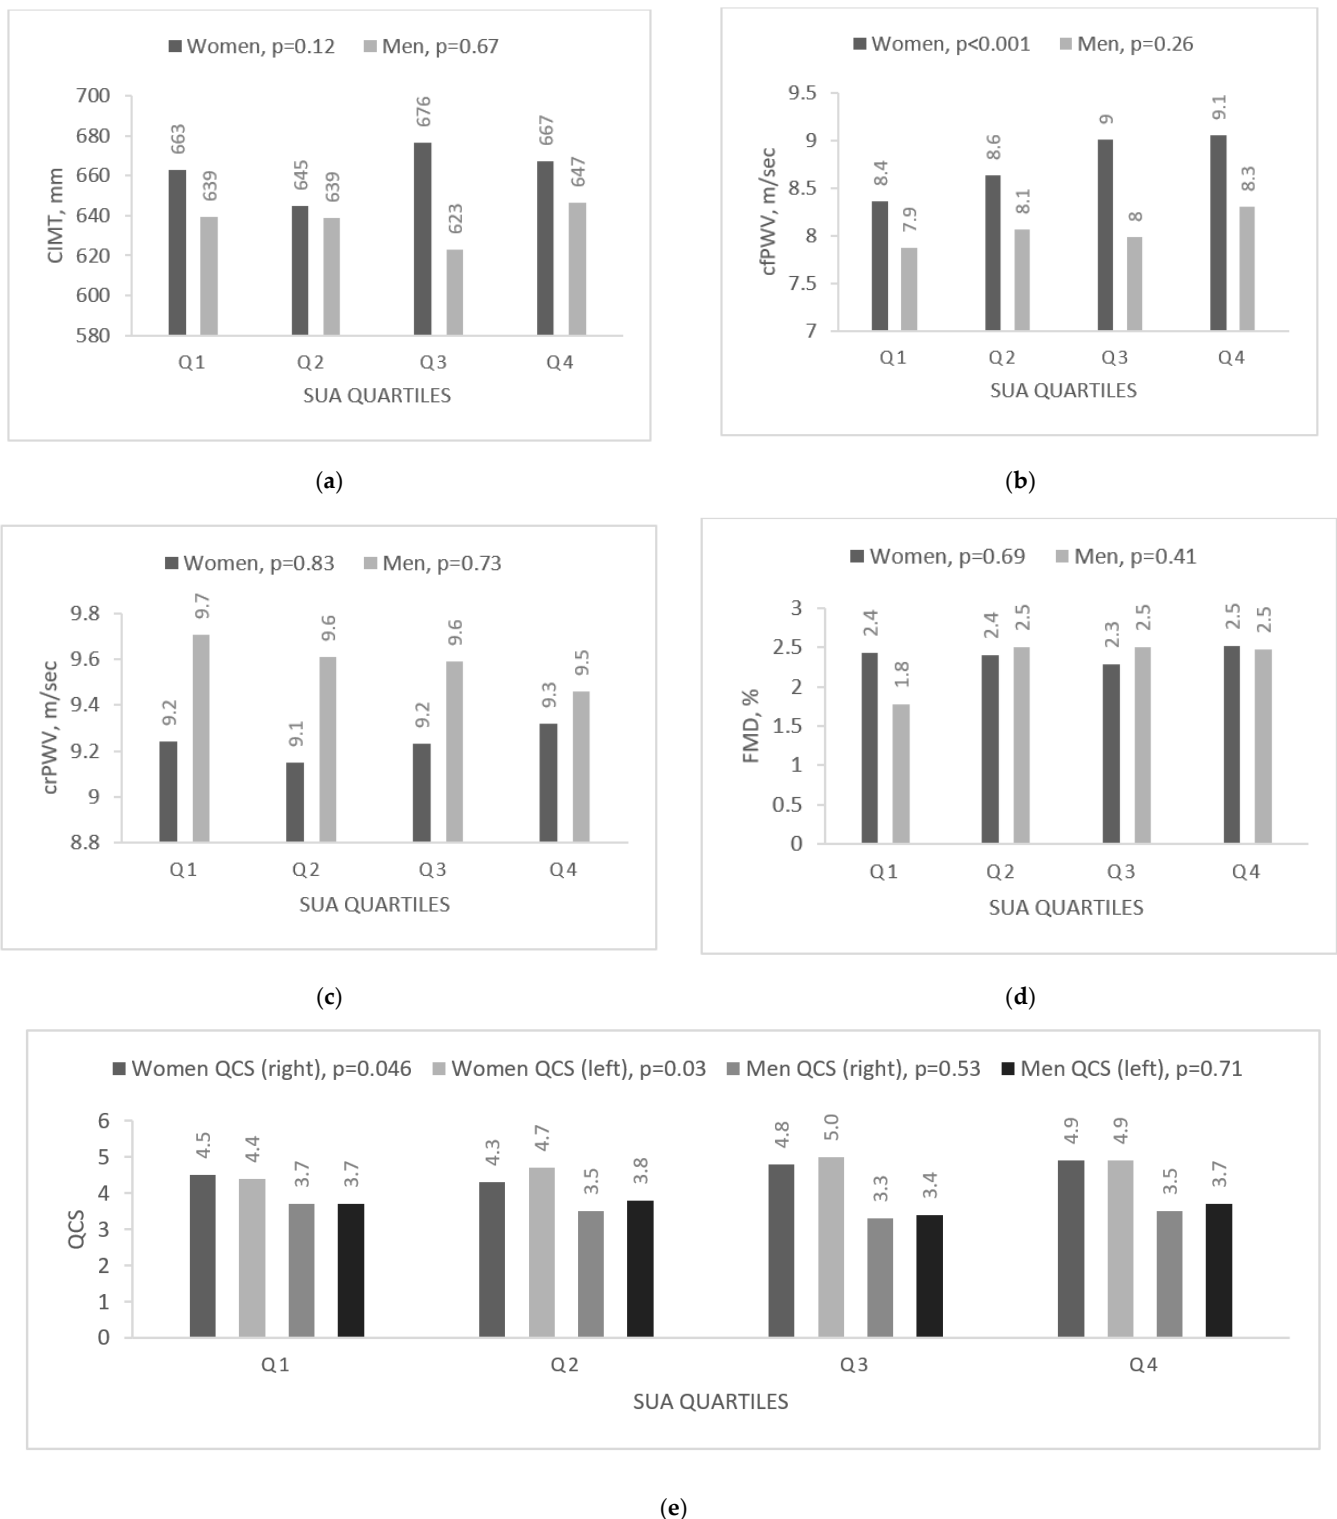 Women, p=0.12 Men, p=0.67
700
680
660
640
620
600
580
CIMT, mm
663 639 645 639 676 623 667 647
Q1 Q2 Q3 Q4
SUA QUARTILES
(a)
Women, p<0.001 Men, p=0.26
9.5
9
8.5
8
7.5
7
cfPWV, m/sec
8.4 7.9 8.6 8.1 9 8 9.1 8.3
Q1 Q2 Q3 Q4
SUA QUARTILES
(b)
Women, p=0.83 Men, p=0.73
9.8
9.6
9.4
9.2
9
8.8
crPWV, m/sec
9.2 9.7 9.1 9.6 9.2 9.6 9.3 9.5
Q1 Q2 Q3 Q4
SUA QUARTILES
(c)
Women, p=0.69 Men, p=0.41
3
2.5
2
1.5
1
0.5
0
FMD, %
2.4 1.8 2.4 2.5 2.3 2.5 2.5 2.5
Q1 Q2 Q3 Q4
SUA QUARTILES
(d)
Women QCS (right), p=0.046 Women QCS (left), p=0.03 Men QCS (right), p=0.53 Men QCS (left), p=0.71
6
5
4
3
2
1
0
QCS
4.5 4.4 3.7 3.7 4.3 4.7 3.5 3.8 4.8 5.0 3.3 3.4 4.9 4.9 3.5 3.7
Q1 Q2 Q3 Q4
SUA QUARTILES
(e)